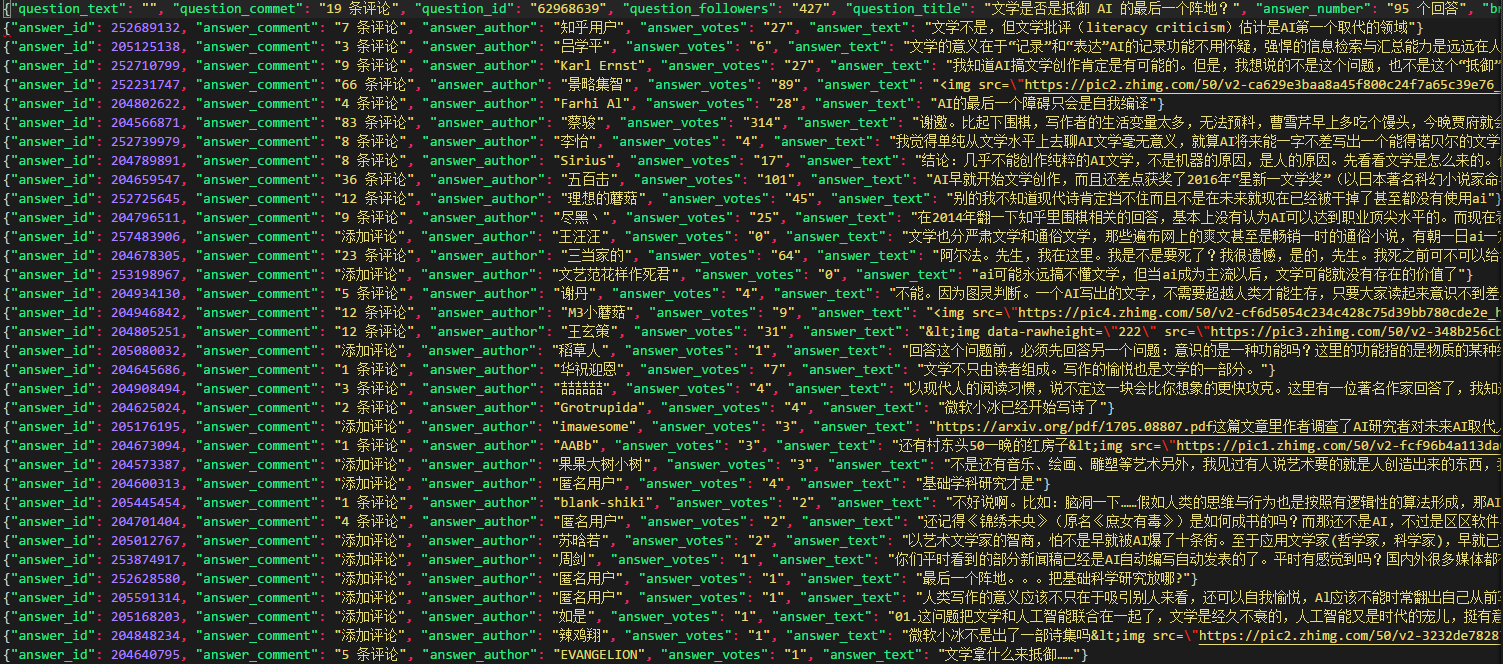 {"question_text": "", "question_commet": "19 条评论", "question_id": "62968639", "question_followers": "427", "question_title": "文学是否是抵御 AI 的最后一个阵地？", "answer_number": "95 个回答", "br
{"answer_id": 252689132, "answer_comment": "7 条评论", "answer_author": "知乎用户", "answer_votes": "27", "answer_text": "文学不是，但文学批评（literacy criticism）估计是AI第一个取代的领域"}
{"answer_id": 205125138, "answer_comment": "3 条评论", "answer_author": "吕学平", "answer_votes": "6", "answer_text": "文学的意义在于“记录”和“表达”AI的记录功能不用怀疑，强悍的信息检索与汇总能力是远远在人
{"answer_id": 252710799, "answer_comment": "9 条评论", "answer_author": "Karl Ernst", "answer_votes": "27", "answer_text": "我知道AI搞文学创作肯定是有可能的。但是，我想说的不是这个问题，也不是这个“抵御”
{"answer_id": 252231747, "answer_comment": "66 条评论", "answer_author": "景略集智", "answer_votes": "89", "answer_text": "<img src=\"https://pic2.zhimg.com/50/v2-ca629e3baa8a45f800c24f7a65c39e76_
{"answer_id": 204802622, "answer_comment": "4 条评论", "answer_author": "Farhi Al", "answer_votes": "28", "answer_text": "AI的最后一个障碍只会是自我编译"}
{"answer_id": 204566871, "answer_comment": "83 条评论", "answer_author": "蔡骏", "answer_votes": "314", "answer_text": "谢邀。比起下围棋，写作者的生活变量太多，无法预料，曹雪芹早上多吃个馒头，今晚贾府就会
{"answer_id": 252739979, "answer_comment": "8 条评论", "answer_author": "李怡", "answer_votes": "4", "answer_text": "我觉得单纯从文学水平上去聊AI文学毫无意义，就算AI将来能一字不差写出一个能得诺贝尔的文学
{"answer_id": 204789891, "answer_comment": "8 条评论", "answer_author": "Sirius", "answer_votes": "17", "answer_text": "结论：几乎不能创作纯粹的AI文学，不是机器的原因，是人的原因。先看看文学是怎么来的。
{"answer_id": 204659547, "answer_comment": "36 条评论", "answer_author": "五百击", "answer_votes": "101", "answer_text": "AI早就开始文学创作，而且还差点获奖了2016年“星新一文学奖”（以日本著名科幻小说家命
{"answer_id": 252725645, "answer_comment": "12 条评论", "answer_author": "理想的蘑菇", "answer_votes": "45", "answer_text": "别的我不知道现代诗肯定挡不住而且不是在未来就现在已经被干掉了甚至都没有使用ai"}
{"answer_id": 204796511, "answer_comment": "9 条评论", "answer_author": "尽黑丶", "answer_votes": "25", "answer_text": "在2014年翻一下知乎里围棋相关的回答，基本上没有认为AI可以达到职业顶尖水平的。而现在
{"answer_id": 257483906, "answer_comment": "添加评论", "answer_author": "王汪汪", "answer_votes": "0", "answer_text": "文学也分严肃文学和通俗文学，那些遍布网上的爽文甚至是畅销一时的通俗小说，有朝一日ai一
{"answer_id": 204678305, "answer_comment": "23 条评论", "answer_author": "三当家的", "answer_votes": "64", "answer_text": "阿尔法。先生，我在这里。我是不是要死了？我很遗憾，是的，先生。我死之前可不可以给
{"answer_id": 253198967, "answer_comment": "添加评论", "answer_author": "文艺范花样作死君", "answer_votes": "0", "answer_text": "ai可能永远搞不懂文学，但当ai成为主流以后，文学可能就没有存在的价值了"}
{"answer_id": 204934130, "answer_comment": "5 条评论", "answer_author": "谢丹", "answer_votes": "4", "answer_text": "不能。因为图灵判断。一个AI写出的文字，不需要超越人类才能生存，只要大家读起来意识不到差
{"answer_id": 204946842, "answer_comment": "12 条评论", "answer_author": "M3小蘑菇", "answer_votes": "9", "answer_text": "<img src=\"https://pic4.zhimg.com/50/v2-cf6d5054c234c428c75d39bb780cde2e_h
{"answer_id": 204805251, "answer_comment": "12 条评论", "answer_author": "王玄策", "answer_votes": "31", "answer_text": "&lt;img data-rawheight=\"222\" src=\"https://pic3.zhimg.com/50/v2-348b256cb
{"answer_id": 205080032, "answer_comment": "添加评论", "answer_author": "稻草人", "answer_votes": "1", "answer_text": "回答这个问题前，必须先回答另一个问题：意识的是一种功能吗？这里的功能指的是物质的某种
{"answer_id": 204645686, "answer_comment": "1 条评论", "answer_author": "华祝迎恩", "answer_votes": "7", "answer_text": "文学不只由读者组成。写作的愉悦也是文学的一部分。"}
{"answer_id": 204908494, "answer_comment": "3 条评论", "answer_author": "囍囍囍囍", "answer_votes": "4", "answer_text": "以现代人的阅读习惯，说不定这一块会比你想象的更快攻克。这里有一位著名作家回答了，我知
{"answer_id": 204625024, "answer_comment": "2 条评论", "answer_author": "Grotrupida", "answer_votes": "4", "answer_text": "微软小冰已经开始写诗了"}
{"answer_id": 205176195, "answer_comment": "添加评论", "answer_author": "imawesome", "answer_votes": "3", "answer_text": "https://arxiv.org/pdf/1705.08807.pdf这篇文章里作者调查了AI研究者对未来AI取代人
{"answer_id": 204673094, "answer_comment": "1 条评论", "answer_author": "AABb", "answer_votes": "3", "answer_text": "还有村东头50一晚的红房子&lt;img src=\"https://pic1.zhimg.com/50/v2-fcf96b4a113da
{"answer_id": 204573387, "answer_comment": "添加评论", "answer_author": "果果大树小树", "answer_votes": "3", "answer_text": "不是还有音乐、绘画、雕塑等艺术另外，我见过有人说艺术要的就是人创造出来的东西，
{"answer_id": 204600313, "answer_comment": "添加评论", "answer_author": "匿名用户", "answer_votes": "4", "answer_text": "基础学科研究才是"}
{"answer_id": 205445454, "answer_comment": "1 条评论", "answer_author": "blank-shiki", "answer_votes": "2", "answer_text": "不好说啊。比如：脑洞一下……假如人类的思维与行为也是按照有逻辑性的算法形成，那AI
{"answer_id": 204701404, "answer_comment": "4 条评论", "answer_author": "匿名用户", "answer_votes": "2", "answer_text": "还记得《锦绣未央》（原名《庶女有毒》）是如何成书的吗？而那还不是AI，不过是区区软件
{"answer_id": 205012767, "answer_comment": "添加评论", "answer_author": "苏晗若", "answer_votes": "2", "answer_text": "以艺术文学家的智商，怕不是早就被AI爆了十条街。至于应用文学家(哲学家，科学家)，早就已
{"answer_id": 253874917, "answer_comment": "添加评论", "answer_author": "周剑", "answer_votes": "1", "answer_text": "你们平时看到的部分新闻稿已经是AI自动编写自动发表的了。平时有感觉到吗？国内外很多媒体都
{"answer_id": 252628580, "answer_comment": "添加评论", "answer_author": "匿名用户", "answer_votes": "1", "answer_text": "最后一个阵地。。。把基础科学研究放哪?"}
{"answer_id": 205591314, "answer_comment": "添加评论", "answer_author": "匿名用户", "answer_votes": "1", "answer_text": "人类写作的意义应该不只在于吸引别人来看，还可以自我愉悦，AI应该不能时常翻出自己从前
{"answer_id": 205168203, "answer_comment": "添加评论", "answer_author": "如是", "answer_votes": "1", "answer_text": "01.这问题把文学和人工智能联合在一起了，文学是经久不衰的，人工智能又是时代的宠儿，挺有意
{"answer_id": 204848234, "answer_comment": "添加评论", "answer_author": "辣鸡翔", "answer_votes": "1", "answer_text": "微软小冰不是出了一部诗集吗&lt;img src=\"https://pic2.zhimg.com/50/v2-3232de7828
{"answer_id": 204640795, "answer_comment": "5 条评论", "answer_author": "EVANGELION", "answer_votes": "1", "answer_text": "文学拿什么来抵御……"}